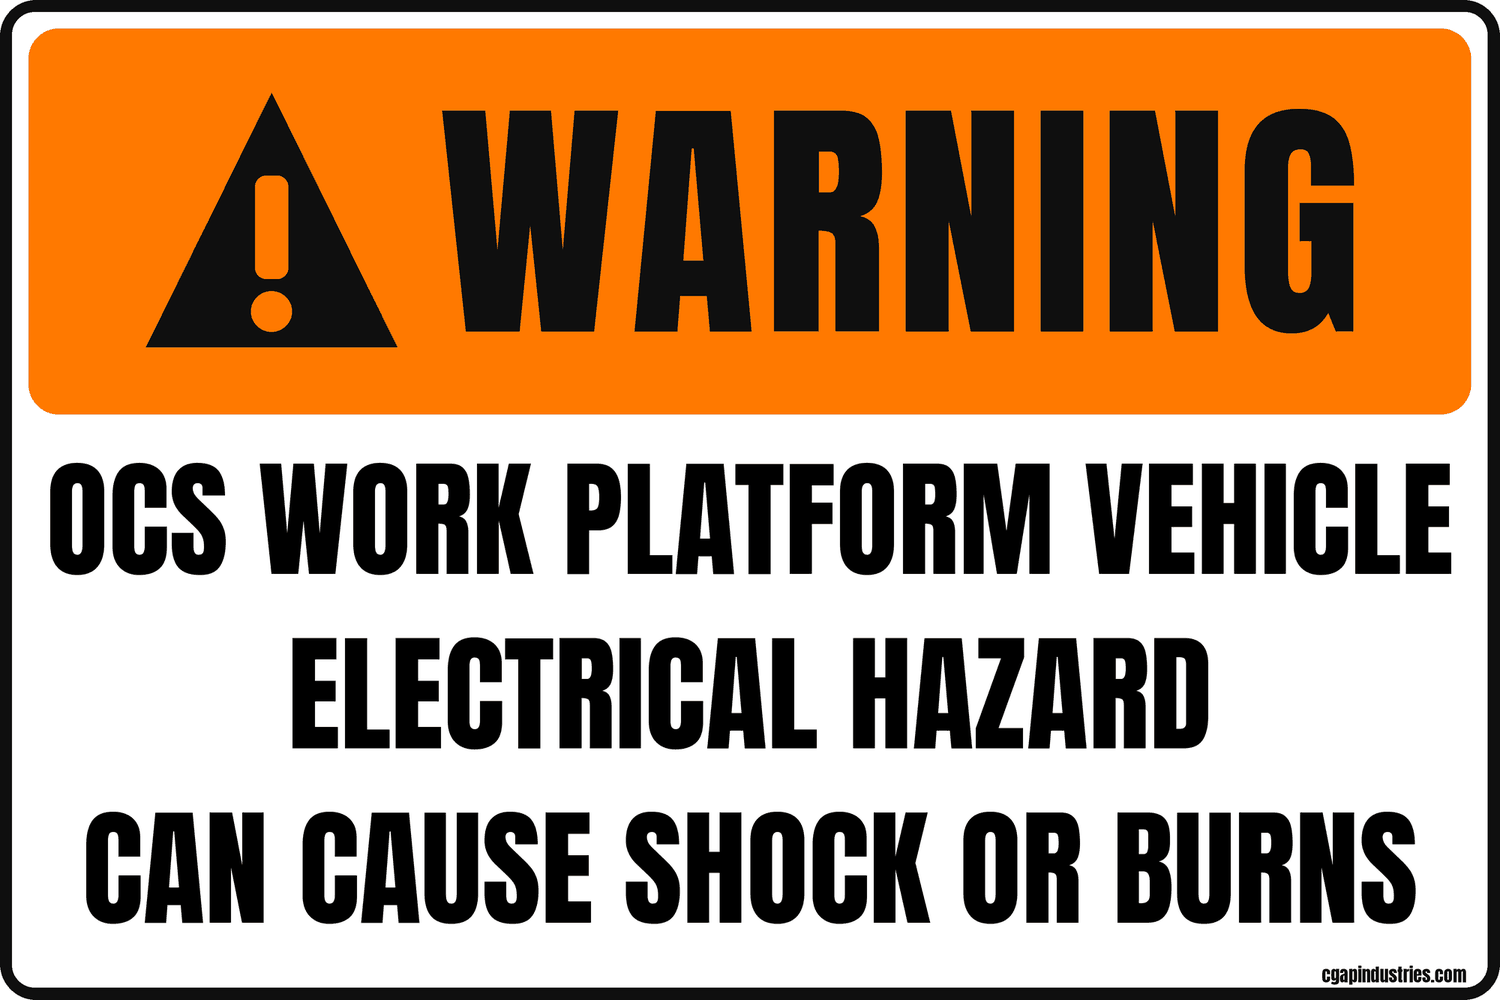 WARNING
OCS WORK PLATFORM VEHICLE
ELECTRICAL HAZARD
CAN CAUSE SHOCK OR BURNS
cgapindustries.com